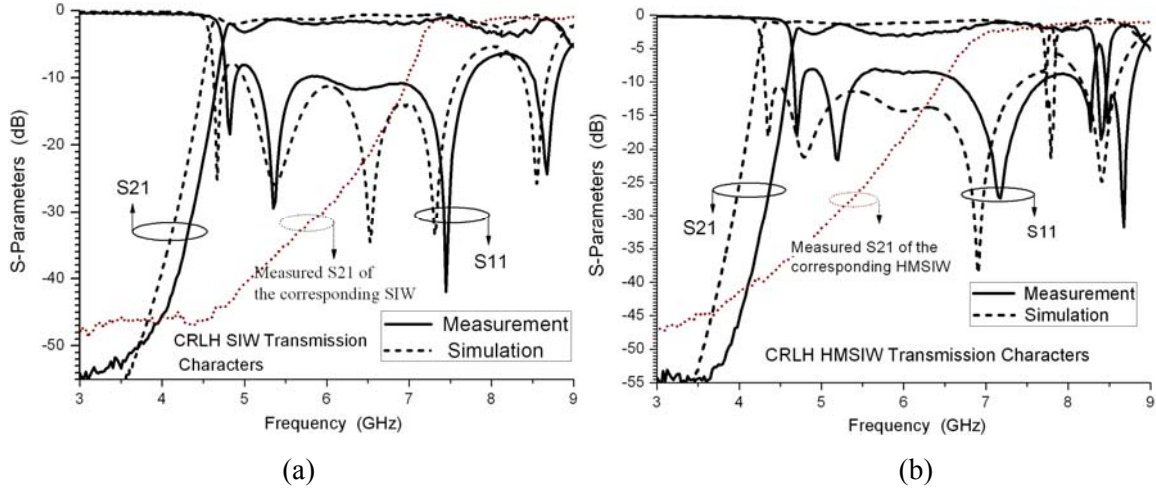 0
-10
-20
-30
-40
-50
S-Parameters (dB)
S21
S11
Measured S21 of
the corresponding SIW
CRLH SIW Transmission
Characters
Measurement
Simulation
3 4 5 6 7 8 9
Frequency (GHz)
(a)
0
-5
-10
-15
-20
-25
-30
-35
-40
-45
-50
-55
S-Parameters (dB)
S21
S11
Measured S21 of the
corresponding HMSIW
Measurement
Simulation
CRLH HMSIW Transmission Characters
3 4 5 6 7 8 9
Frequency (GHz)
(b)